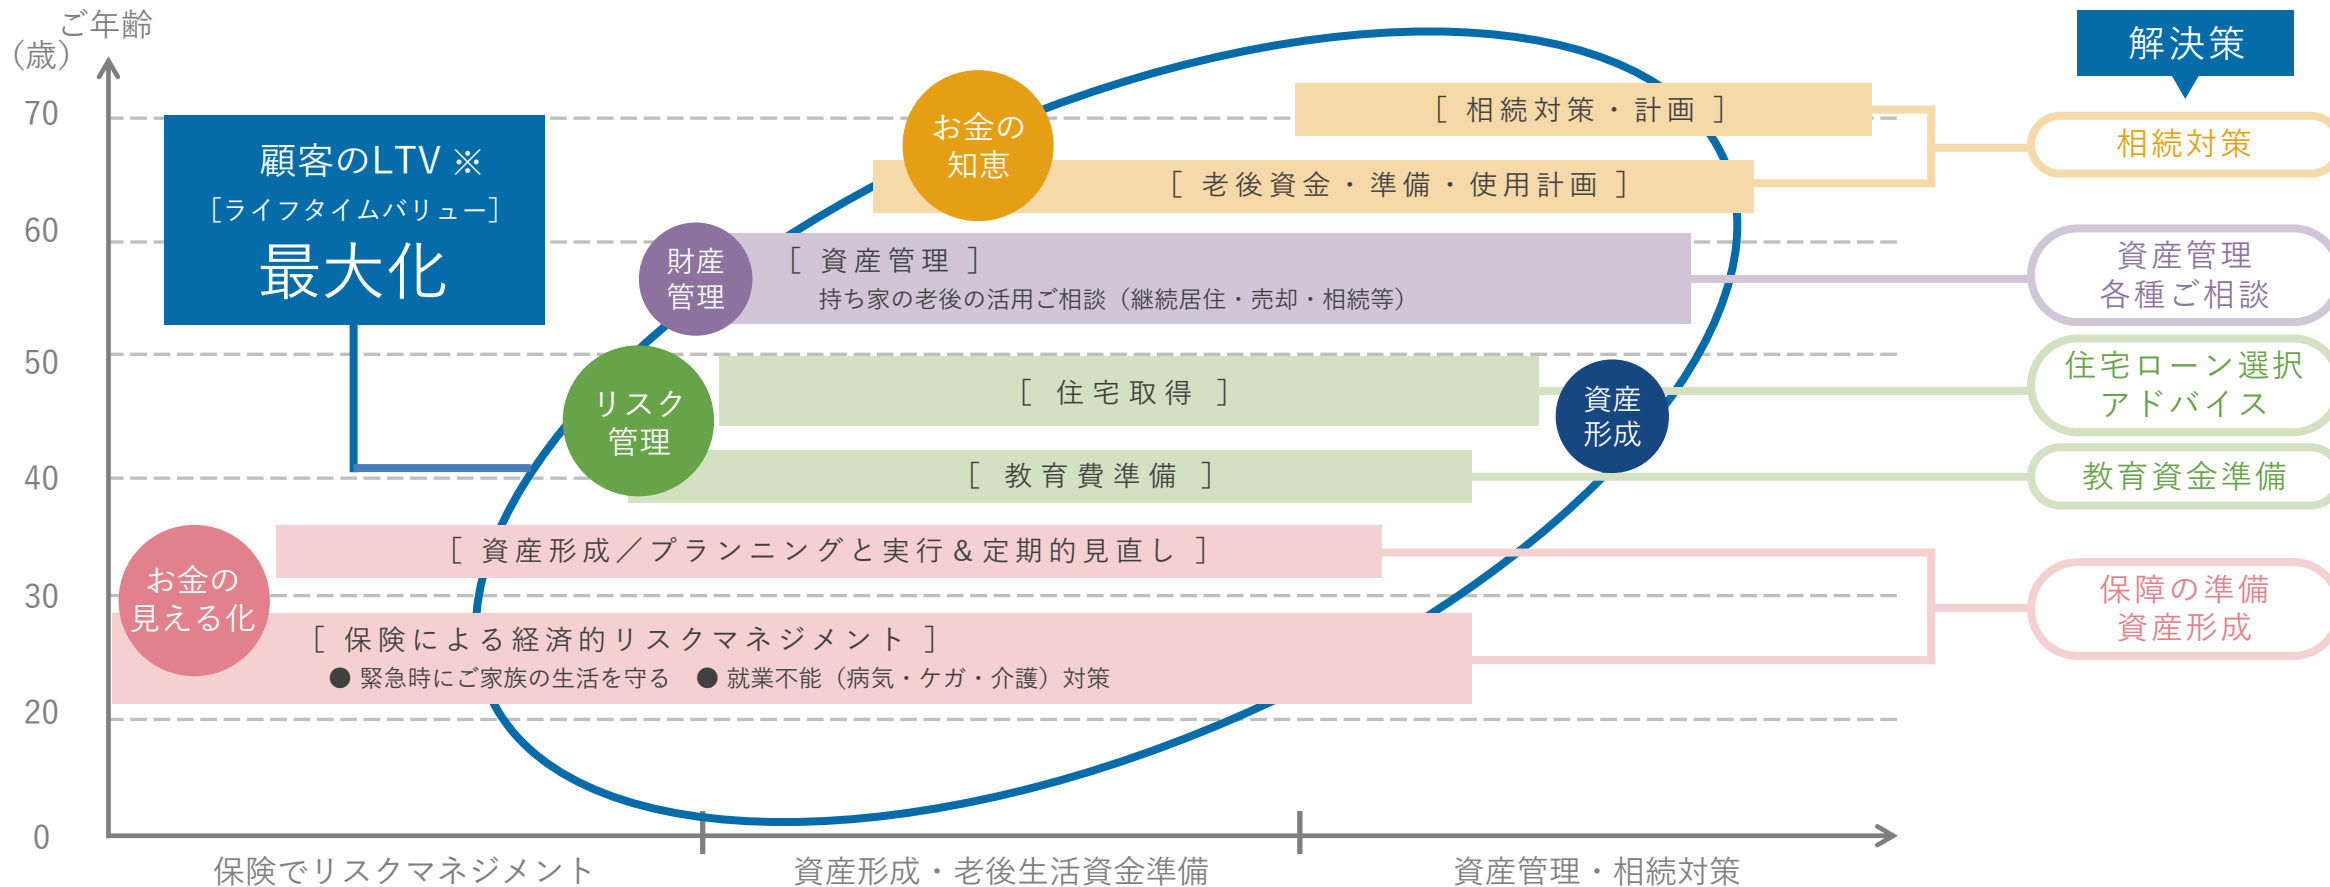 ご年齢
（歳）
解決策
70
［ 相続対策・計画 ］
顧客のLTV ※
［ライフタイムバリュー］
最大化
お金の
知恵
相続対策
［ 老後資金・準備・使用計画 ］
60
財産
管理
［ 資産管理 ］
持ち家の老後の活用ご相談（継続居住・売却・相続等）
資産管理
各種ご相談
50
［ 住宅取得 ］
住宅ローン選択
アドバイス
リスク
管理
資産
形成
40
［ 教育費準備 ］
教育資金準備
［ 資産形成／プランニングと実行＆定期的見直し ］
お金の
見える化
30
保障の準備
資産形成
［ 保険による経済的リスクマネジメント ］
● 緊急時にご家族の生活を守る ● 就業不能（病気・ケガ・介護）対策
20
0
保険でリスクマネジメント
資産形成・老後生活資金準備
資産管理・相続対策